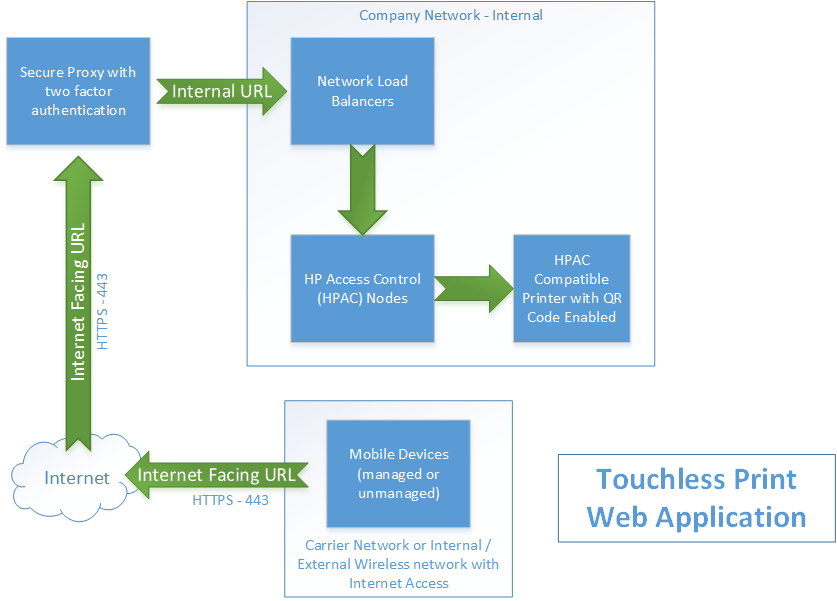 Company Network - Internal
Secure Proxy with
two factor
authentication
Internal URL
Network Load
Balancers
HP Access Control
(HPAC) Nodes
HPAC
Compatible
Printer with QR
Code Enabled
Internet Facing URL
HTTPS - 443
Internet
Internet Facing URL
HTTPS - 443
Mobile Devices
(managed or
unmanaged)
Carrier Network or Internal /
External Wireless network with
Internet Access
Touchless Print
Web Application